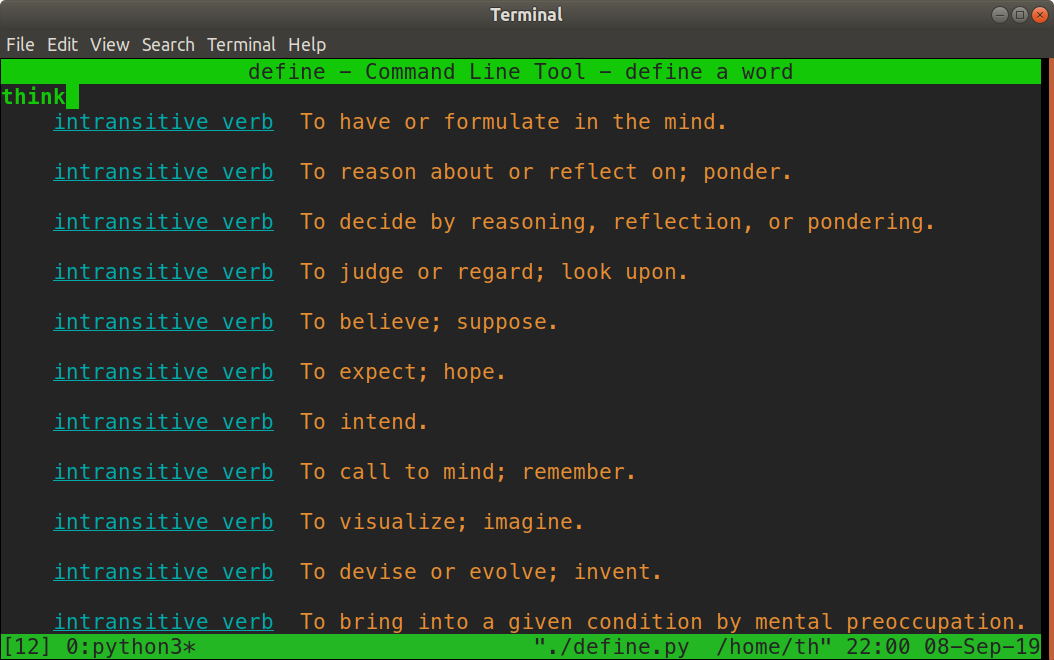 Terminal
File Edit View Search Terminal Help
define - Command Line Tool - define a word
think
intransitive verb To have or formulate in the mind.
intransitive verb To reason about or reflect on; ponder.
intransitive verb To decide by reasoning, reflection, or pondering.
intransitive verb To judge or regard; look upon.
intransitive verb To believe; suppose.
intransitive verb To expect; hope.
intransitive verb To intend.
intransitive verb To call to mind; remember.
intransitive verb To visualize; imagine.
intransitive verb To devise or evolve; invent.
intransitive verb To bring into a given condition by mental preoccupation.
[12] 0:python3* "./define.py /home/th" 22:00 08-Sep-19